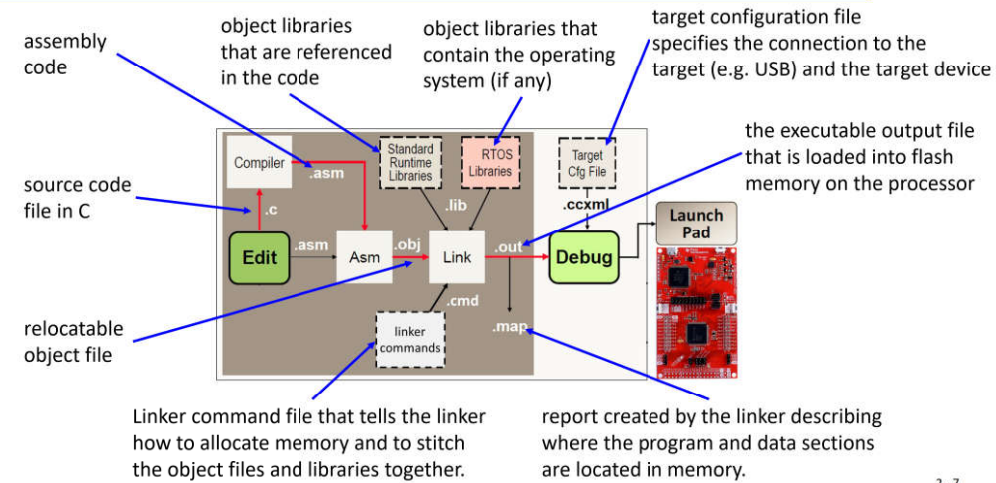 assembly
code
object libraries
that are referenced
in the code
object libraries that
contain the operating
system (if any)
target configuration file
specifies the connection to the
target (e.g. USB) and the target device
the executable output file
that is loaded into flash
memory on the processor
source code
file in C
Compiler
.asm
Standard
Runtime
Libraries
RTOS
Libraries
Target
Cfg File
.c
.lib
.ccxml
Launch
Pad
Edit
.asm
Asm
.obj
Link
.out
Debug
.cmd
.map
linker
commands
relocatable
object file
Linker command file that tells the linker
how to allocate memory and to stitch
the object files and libraries together.
report created by the linker describing
where the program and data sections
are located in memory.